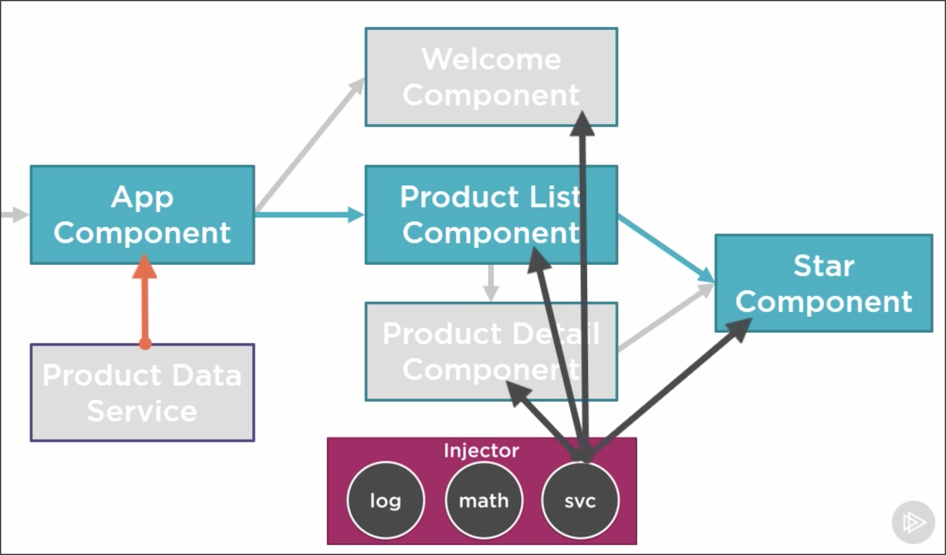 Welcome
Component
App
Component
Product List
Component
Star
Component
Product Detail
Component
Product Data
Service
Injector
log
math
svc